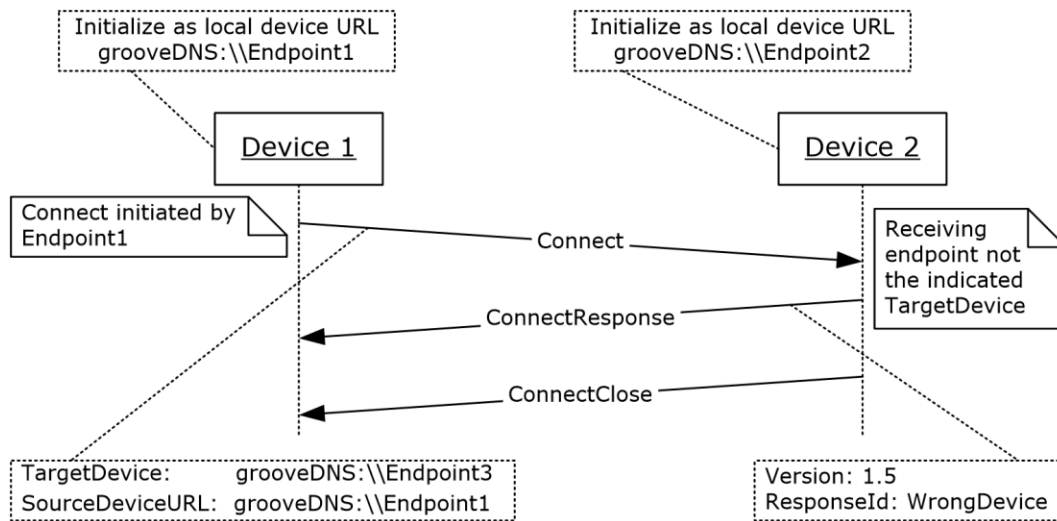 Initialize as local device URL
grooveDNS:\\Endpoint1
Initialize as local device URL
grooveDNS:\\Endpoint2
Device 1
Device 2
Connect initiated by
Endpoint1
Connect
Receiving
endpoint not
the indicated
TargetDevice
ConnectResponse
ConnectClose
TargetDevice: grooveDNS:\\Endpoint3
SourceDeviceURL: grooveDNS:\\Endpoint1
Version: 1.5
ResponseId: WrongDevice